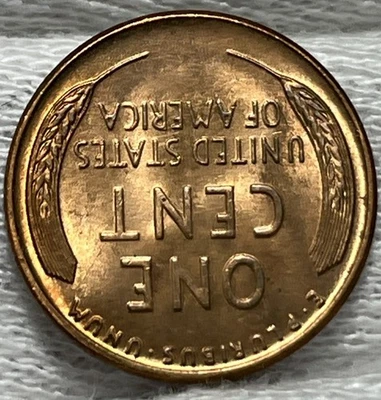 E · PLURIBUS · UNUM
ONE
CENT
UNITED STATES
OF AMERICA